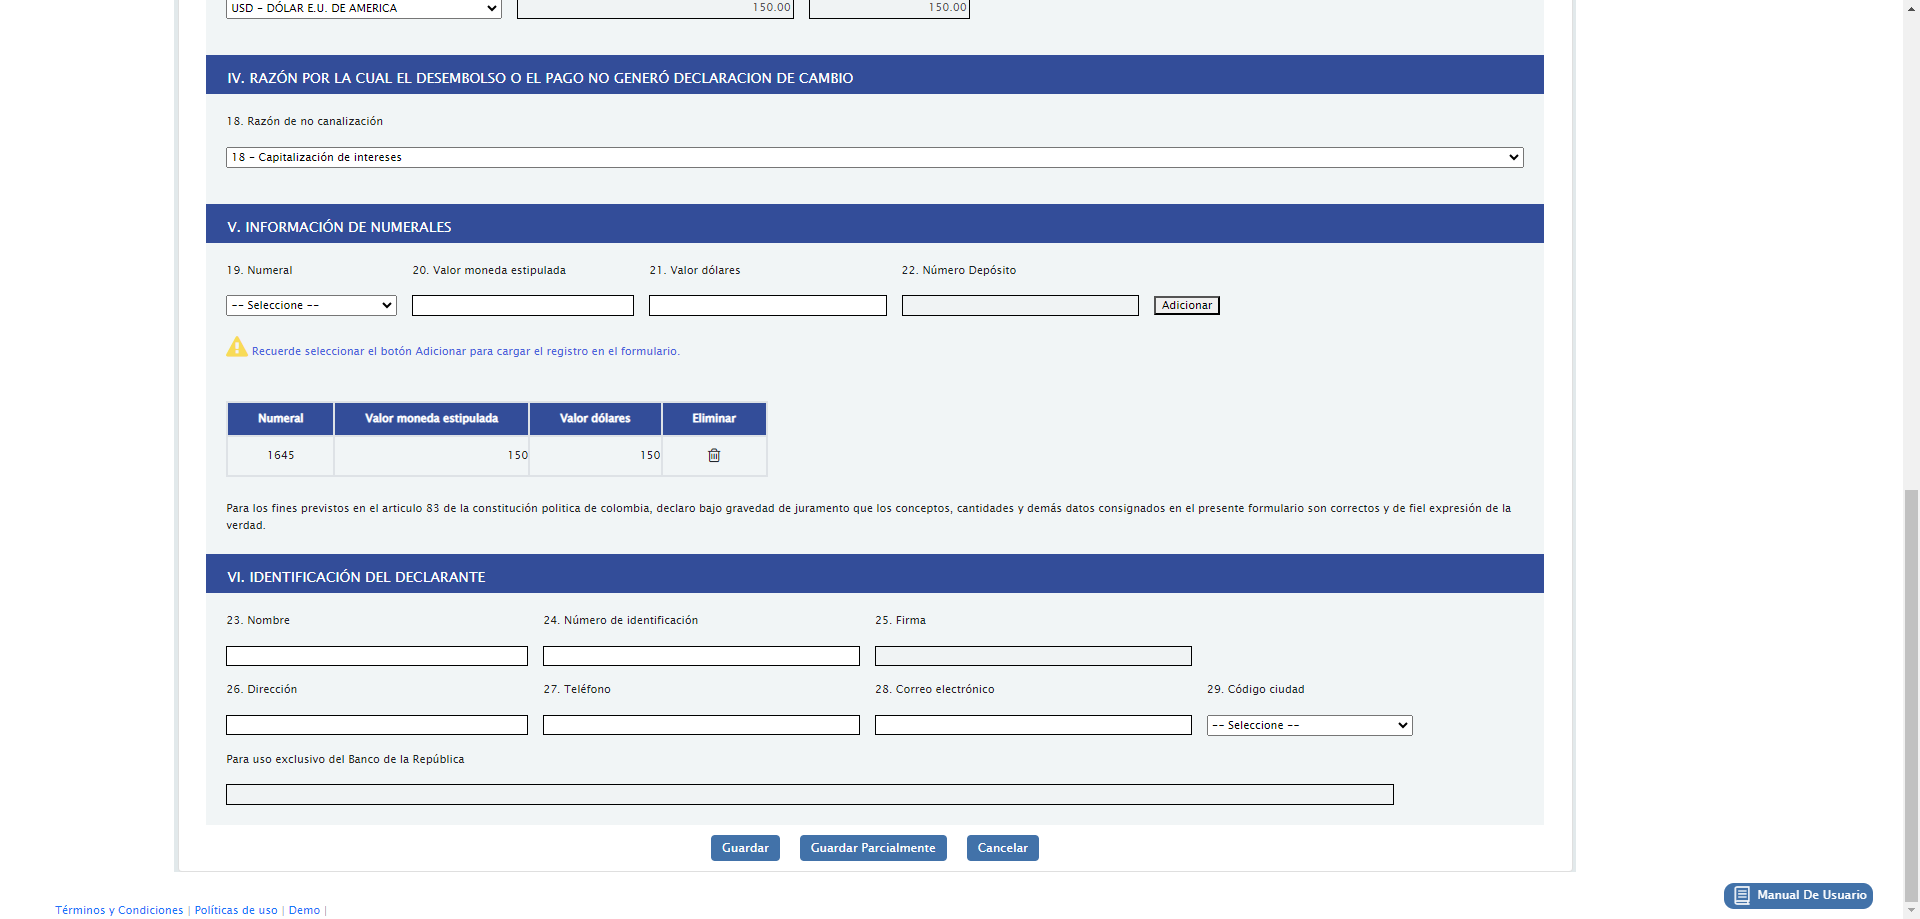 USD - DÓLAR E.U. DE AMERICA 150.00 150.00
IV. RAZÓN POR LA CUAL EL DESEMBOLSO O EL PAGO NO GENERÓ DECLARACION DE CAMBIO
18. Razón de no canalización
18 - Capitalización de intereses
V. INFORMACIÓN DE NUMERALES
19. Numeral 20. Valor moneda estipulada 21. Valor dólares 22. Número Depósito
-- Seleccione -- Adicionar
Recuerde seleccionar el botón Adicionar para cargar el registro en el formulario.
Numeral Valor moneda estipulada Valor dólares Eliminar
1645 150 150
Para los fines previstos en el articulo 83 de la constitución politica de colombia, declaro bajo gravedad de juramento que los conceptos, cantidades y demás datos consignados en el presente formulario son correctos y de fiel expresión de la
verdad.
VI. IDENTIFICACIÓN DEL DECLARANTE
23. Nombre 24. Número de identificación 25. Firma
26. Dirección 27. Teléfono 28. Correo electrónico 29. Código ciudad
-- Seleccione --
Para uso exclusivo del Banco de la República
Guardar Guardar Parcialmente Cancelar
Manual De Usuario
Términos y Condiciones | Políticas de uso | Demo |